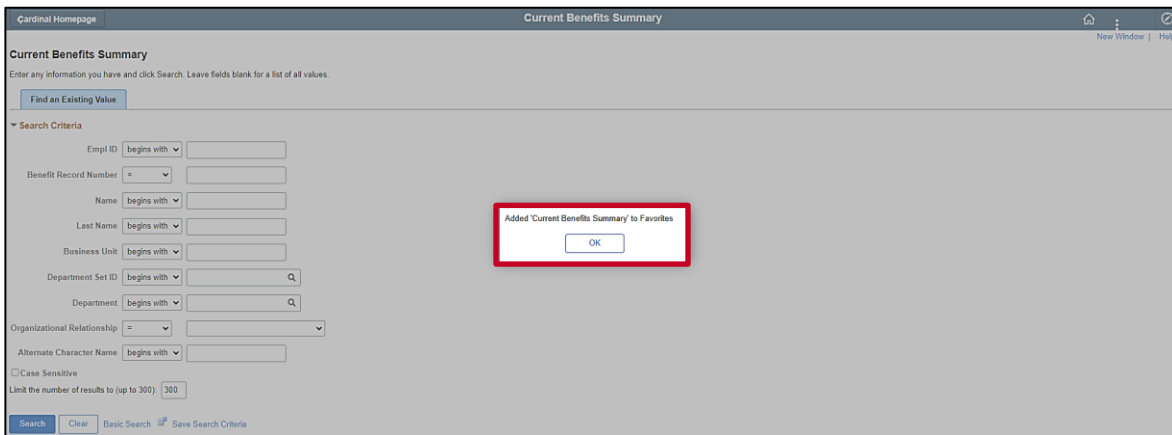 Cardinal Homepage
Current Benefits Summary
New Window | Help
Current Benefits Summary
Enter any information you have and click Search. Leave fields blank for a list of all values.
Find an Existing Value
Search Criteria
Empl ID begins with
Benefit Record Number =
Name begins with
Last Name begins with
Added 'Current Benefits Summary' to Favorites
OK
Business Unit begins with
Department Set ID begins with
Department begins with
Organizational Relationship =
Alternate Character Name begins with
Case Sensitive
Limit the number of results to (up to 300): 300
Search Clear Basic Search Save Search Criteria